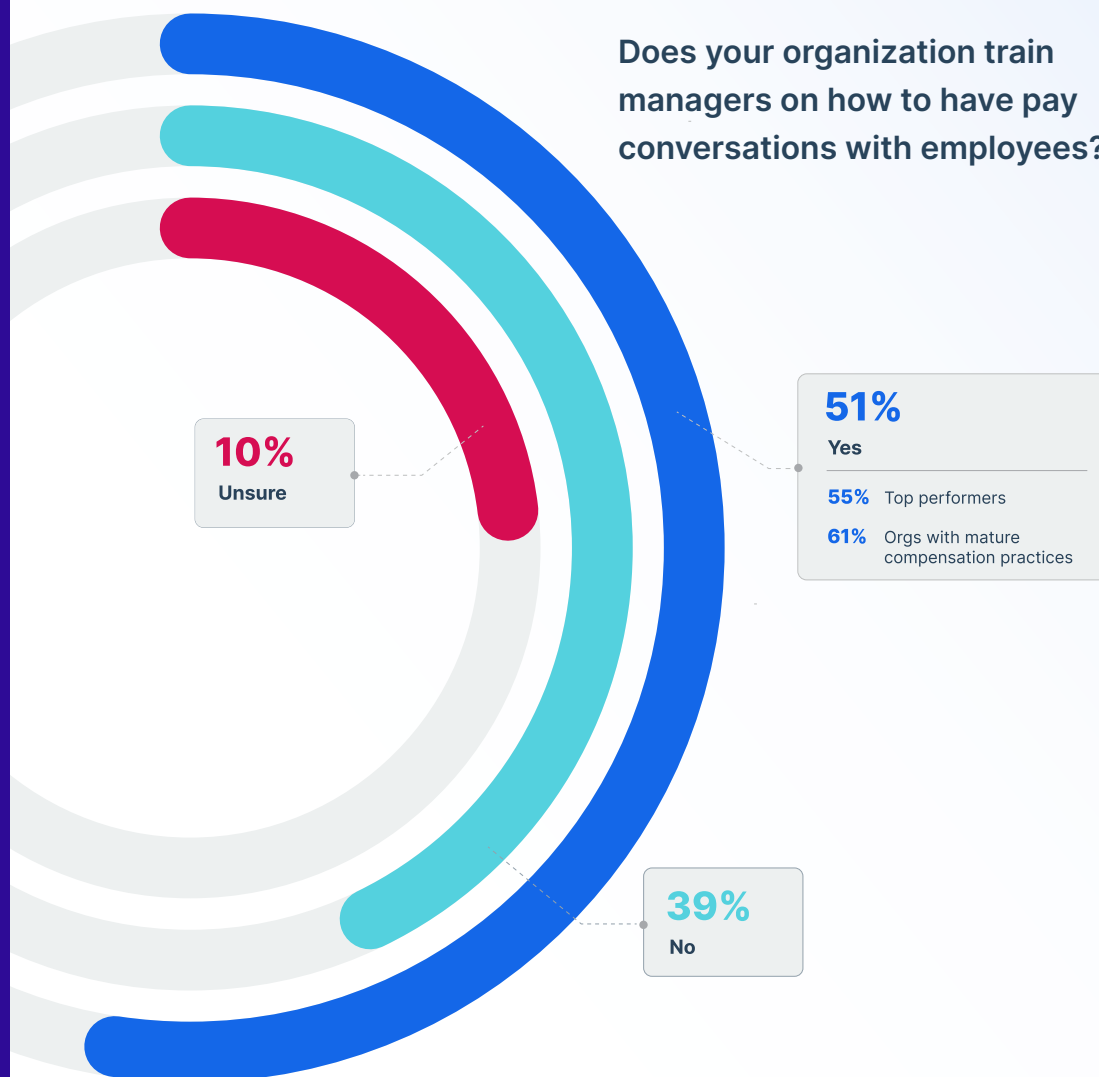 Does your organization train
managers on how to have pay
conversations with employees?
51%
Yes
55% Top performers
61% Orgs with mature
compensation practices
10%
Unsure
39%
No